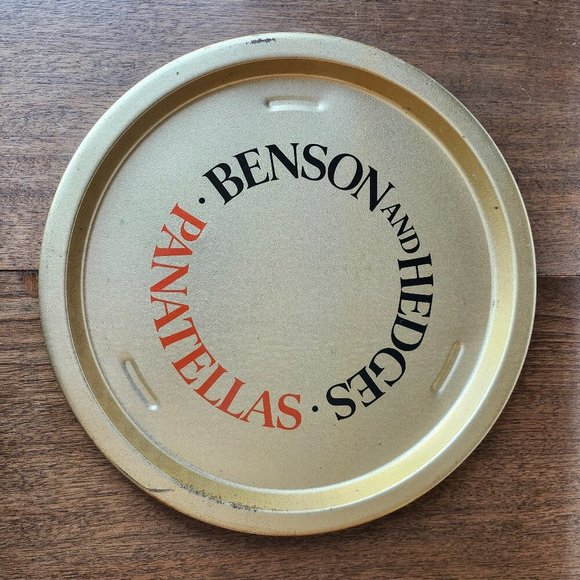 · BENSON AND HEDGES ·
PANATELLAS